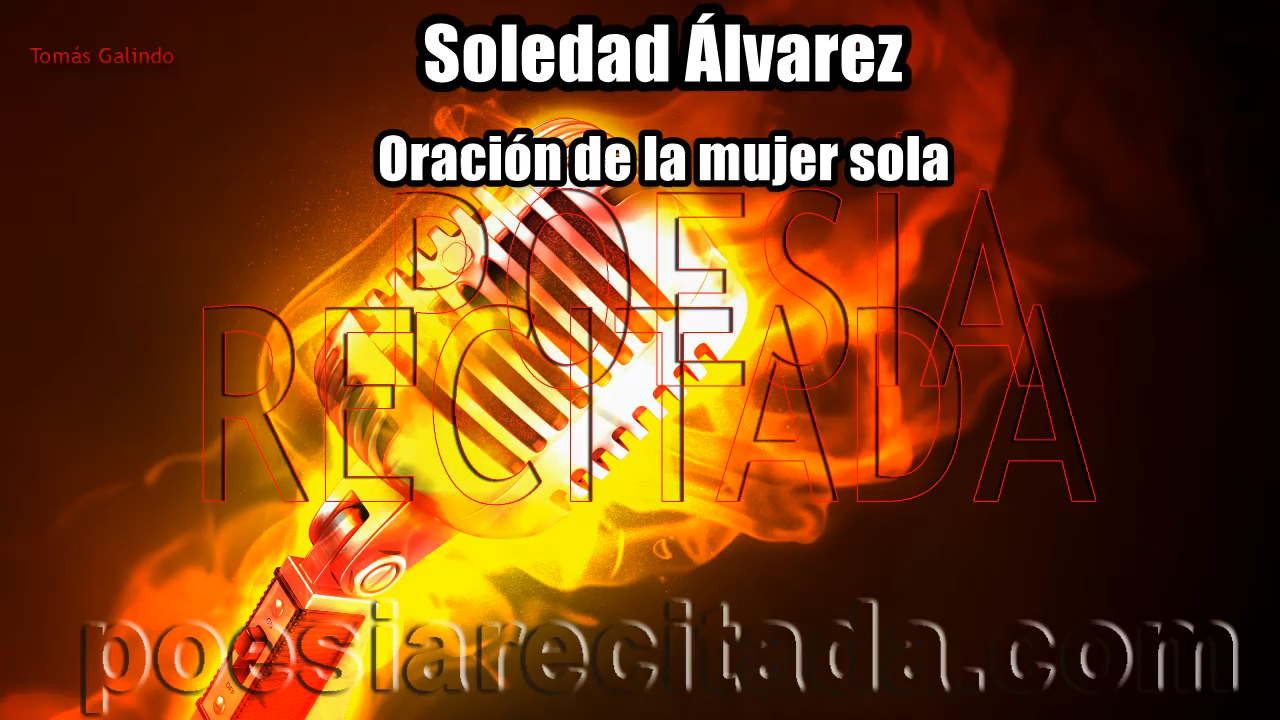 Soledad Álvarez
Tomás Galindo
Oración de la mujer sola
POESIA
RECITADA
poesiarecitada.com